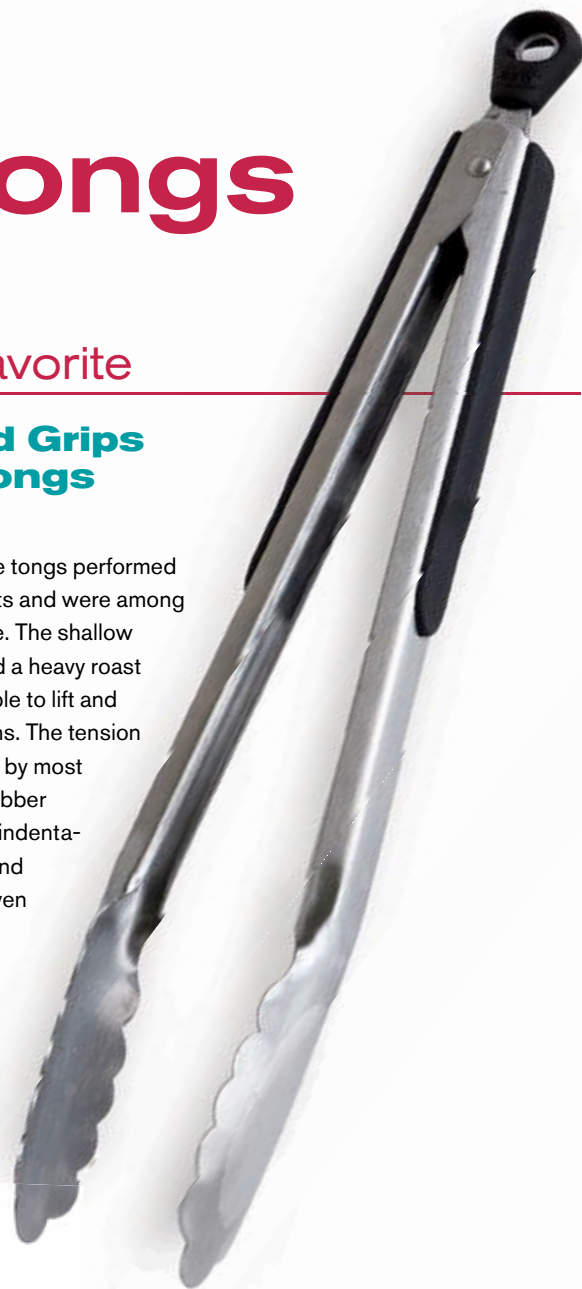 ongs
avorite
d Grips
ongs
e tongs performed
ts and were among
e. The shallow
d a heavy roast
ble to lift and
ns. The tension
by most
bber
indenta-
nd
ven